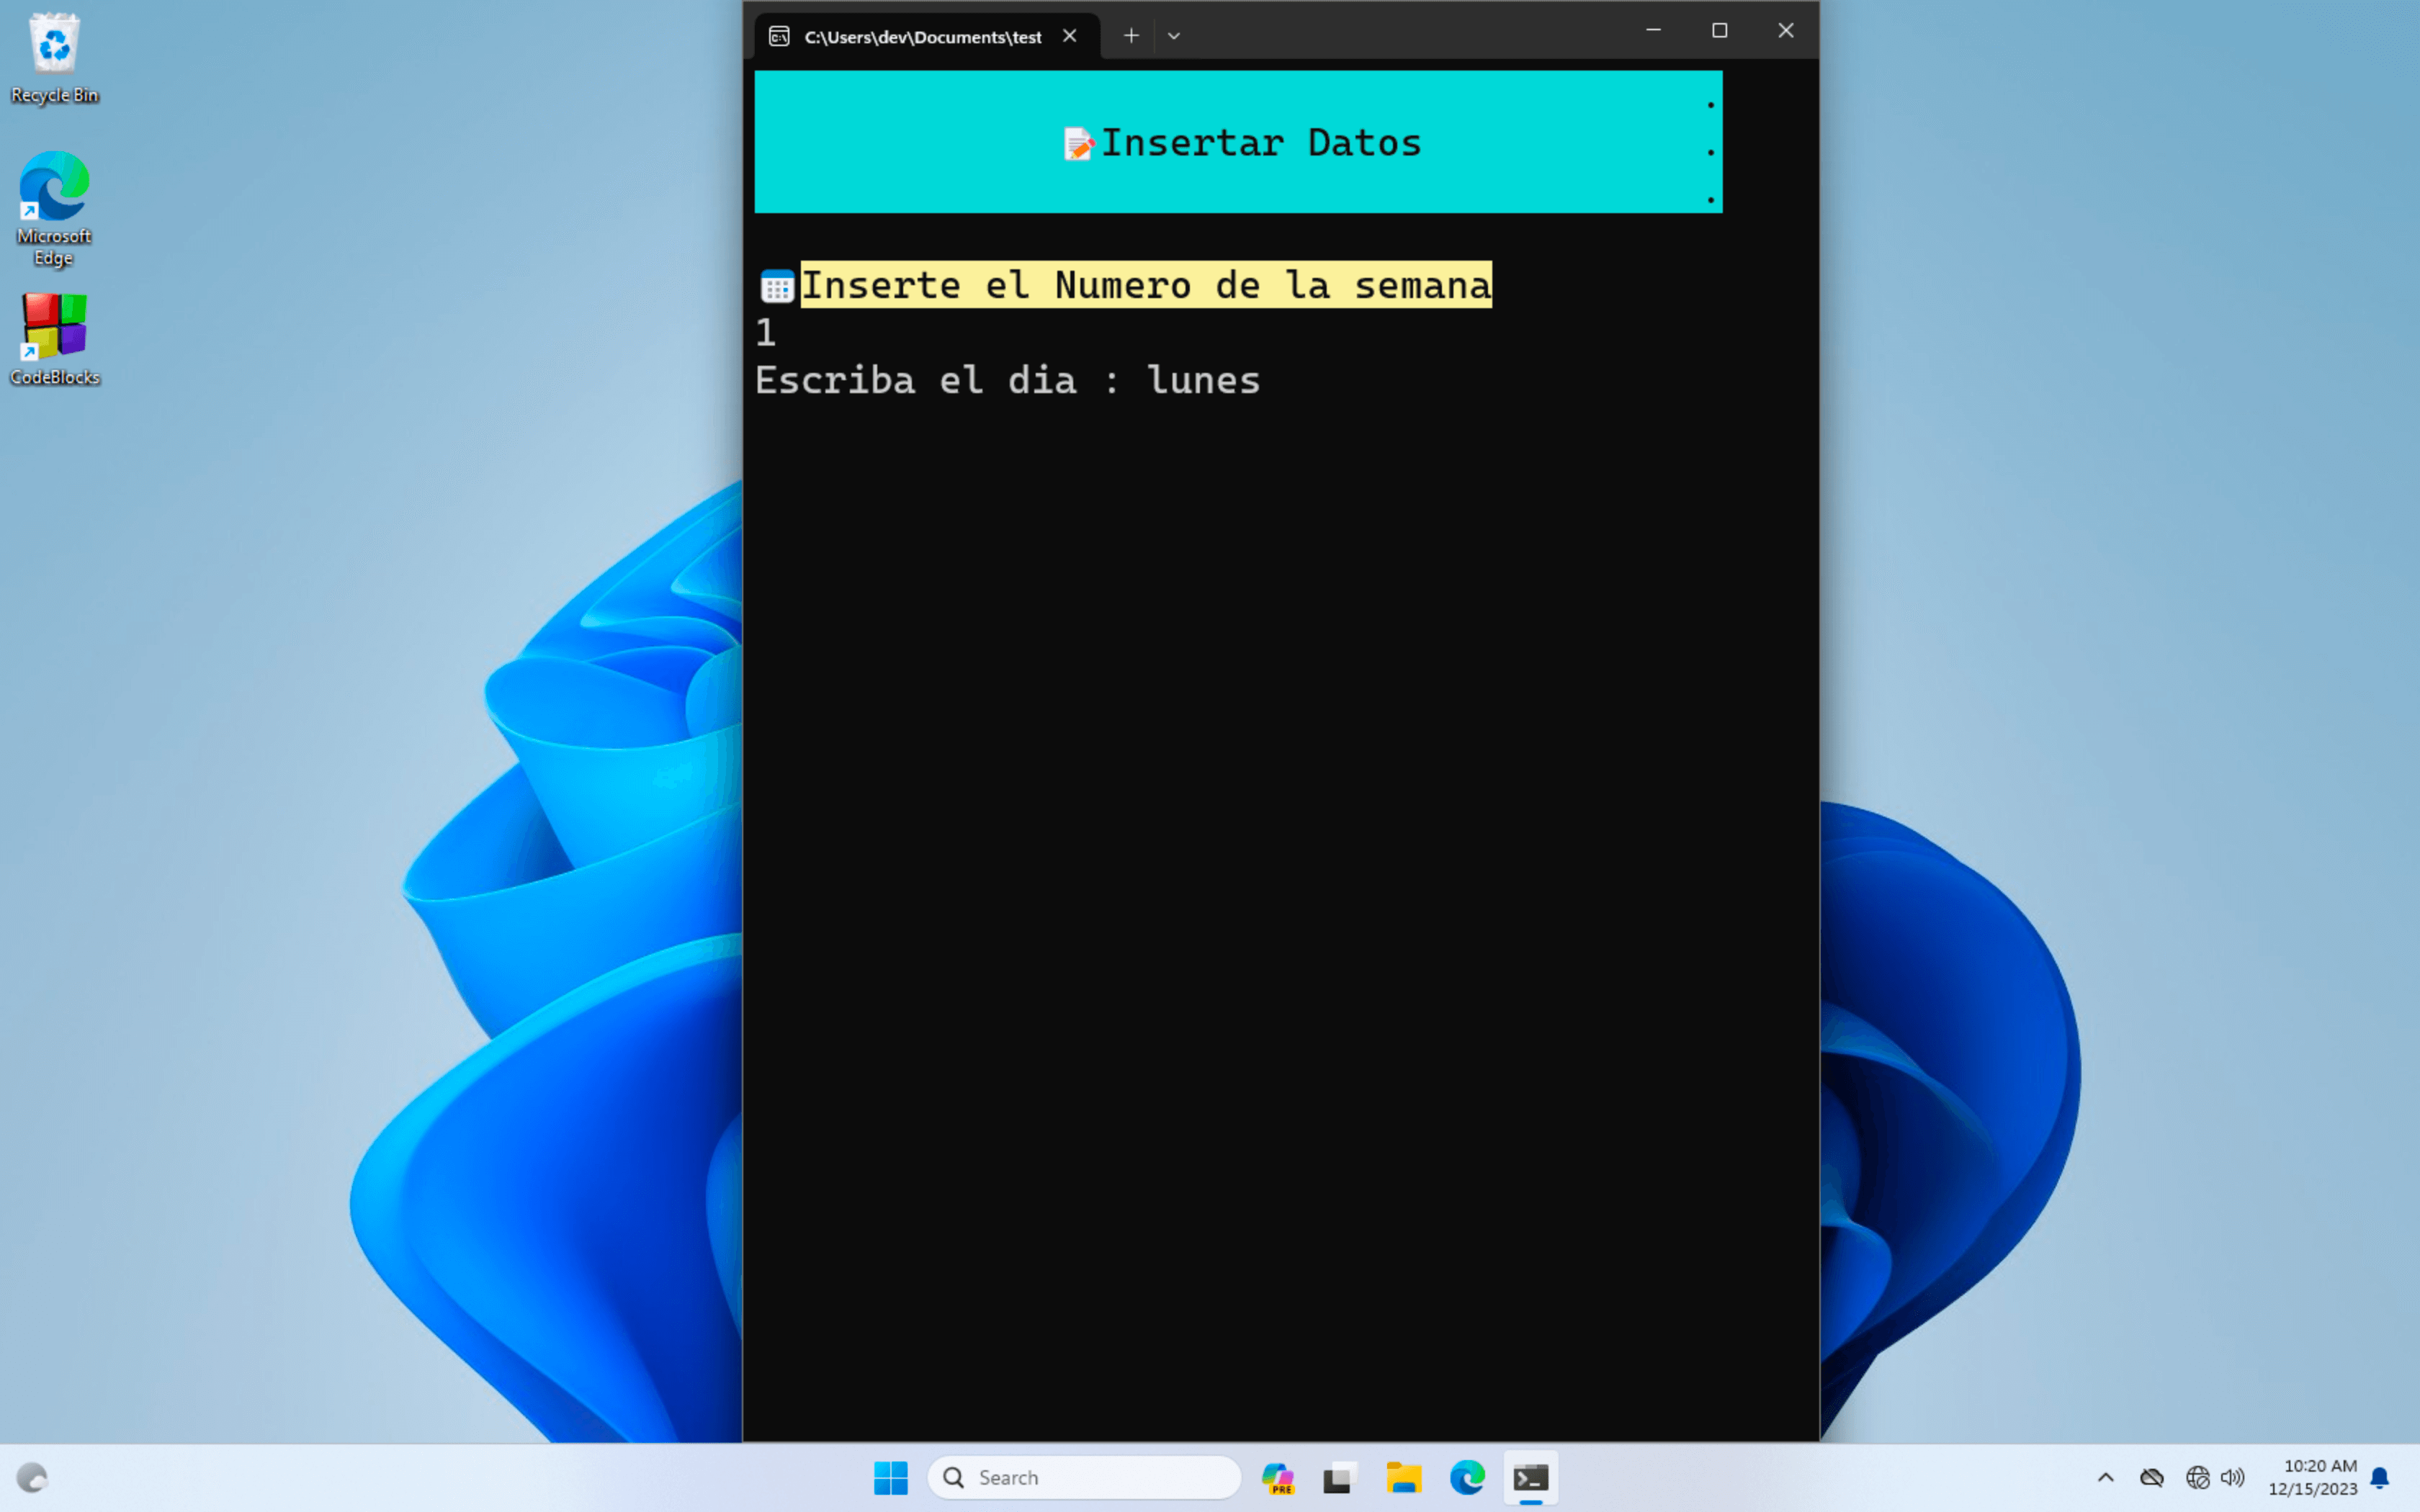 Recycle Bin
Microsoft
Edge
CodeBlocks
C:\Users\dev\Documents\test
Insertar Datos
Inserte el Numero de la semana
1
Escriba el dia : lunes
Search
PRE
10:20 AM
12/15/2023